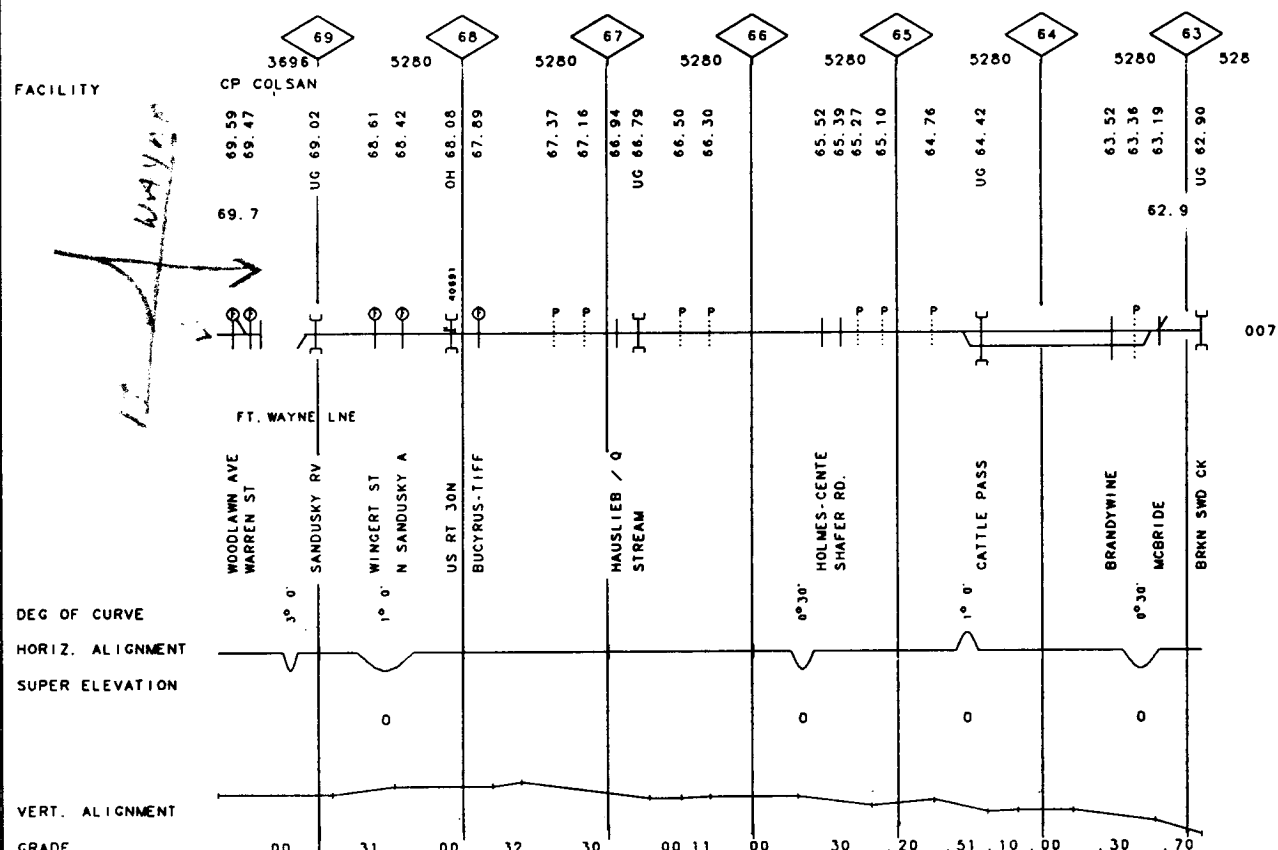 69 68 67 66 65 64 63
3696 5280 5280 5280 5280 5280 5280 528
FACILITY CP COLSAN
69.59 69.47 UG 69.02 68.61 68.42 OH 68.08 67.89 67.37 67.16 66.94 UG 66.79 66.50 66.30 65.52 65.39 65.27 65.10 64.76 UG 64.42 63.52 63.36 63.19 UG 62.90
WAYNE
69.7 62.9
40691
P P P P P P P P P P P
007
FT. WAYNE LNE
WOODLAWN AVE
WARREN ST
SANDUSKY RV
WINGERT ST
N SANDUSKY A
US RT 30N
BUCYRUS-TIFF
HAUSLIEB / Q
STREAM
HOLMES-CENTE
SHAFER RD.
CATTLE PASS
BRANDYWINE
MCBRIDE
BRKN SWD CK
DEG OF CURVE 3° 0' 1° 0' 0° 30' 1° 0' 0° 30'
HORIZ. ALIGNMENT
SUPER ELEVATION
0 0 0 0
VERT. ALIGNMENT
GRADE .00 .31 .00 .32 .30 .00 .11 .00 .30 .20 .51 .10 .00 .30 .70